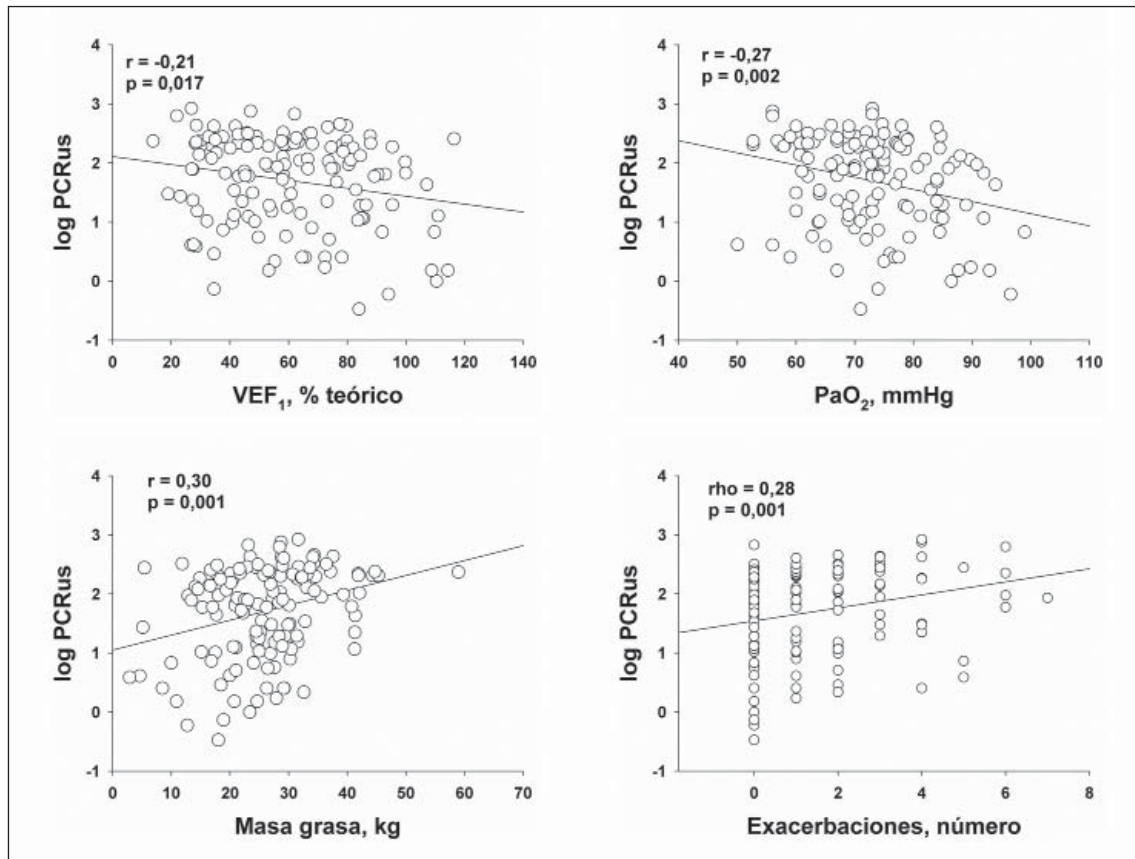 r = -0,21
p = 0,017
log PCRus
4
3
2
1
0
-1
0 20 40 60 80 100 120 140
VEF1, % teórico
r = -0,27
p = 0,002
log PCRus
4
3
2
1
0
-1
40 50 60 70 80 90 100 110
PaO2, mmHg
r = 0,30
p = 0,001
log PCRus
4
3
2
1
0
-1
0 10 20 30 40 50 60 70
Masa grasa, kg
rho = 0,28
p = 0,001
log PCRus
4
3
2
1
0
-1
0 2 4 6 8
Exacerbaciones, número